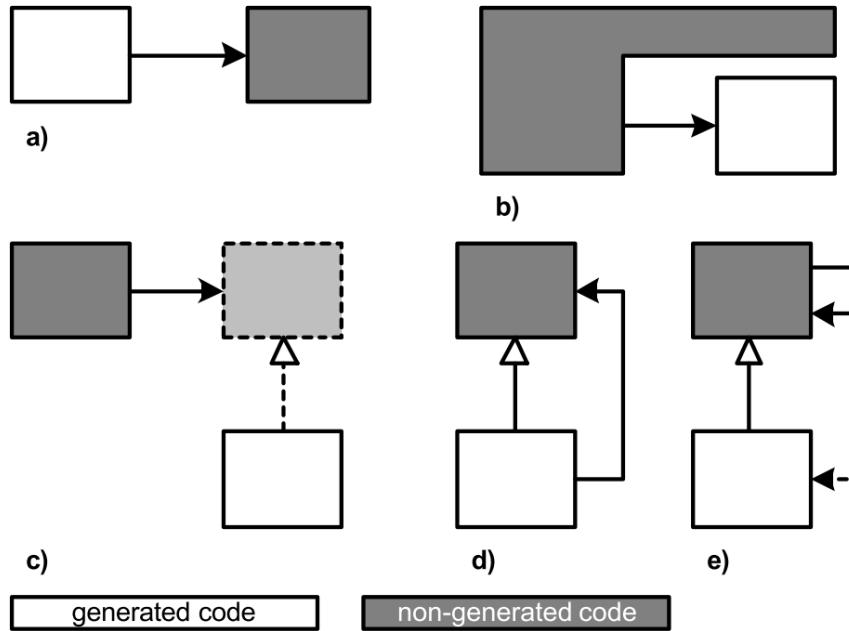 a)
b)
c)
d)
e)
generated code
non-generated code